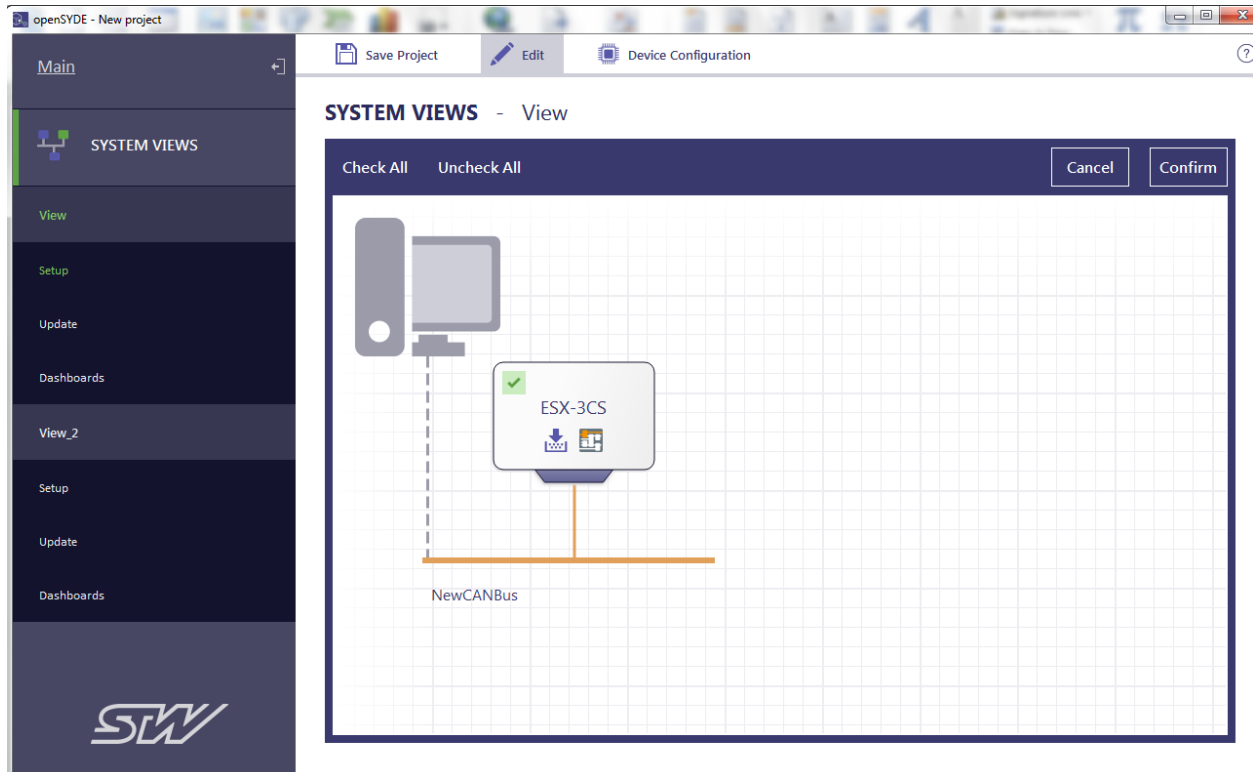 openSYDE - New project
Main
Save Project
Edit
Device Configuration
?
SYSTEM VIEWS - View
SYSTEM VIEWS
Check All
Uncheck All
Cancel
Confirm
View
Setup
Update
Dashboards
View_2
Setup
Update
Dashboards
ESX-3CS
NewCANBus
STW